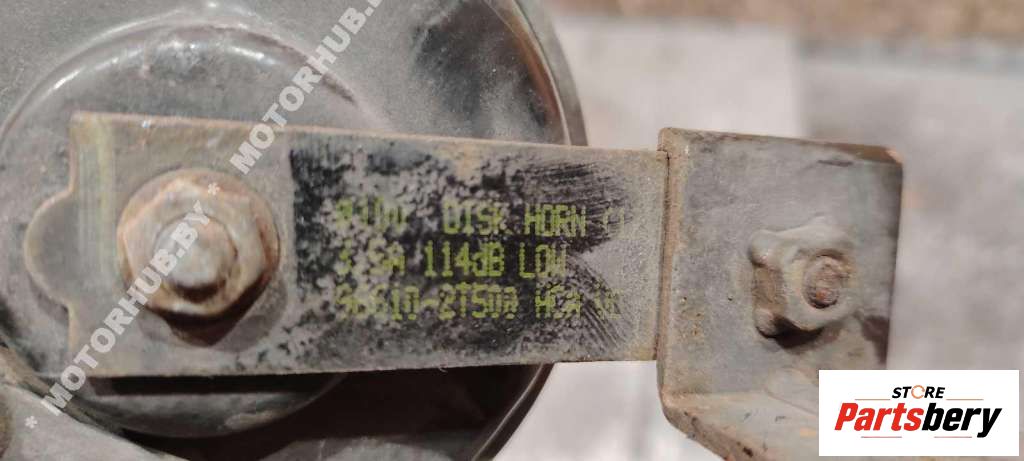 DISK HORN
114dB LOW
96610-2T500
* MOTORHUB.BY * MOTORHUB.BY
STORE
Partsbery